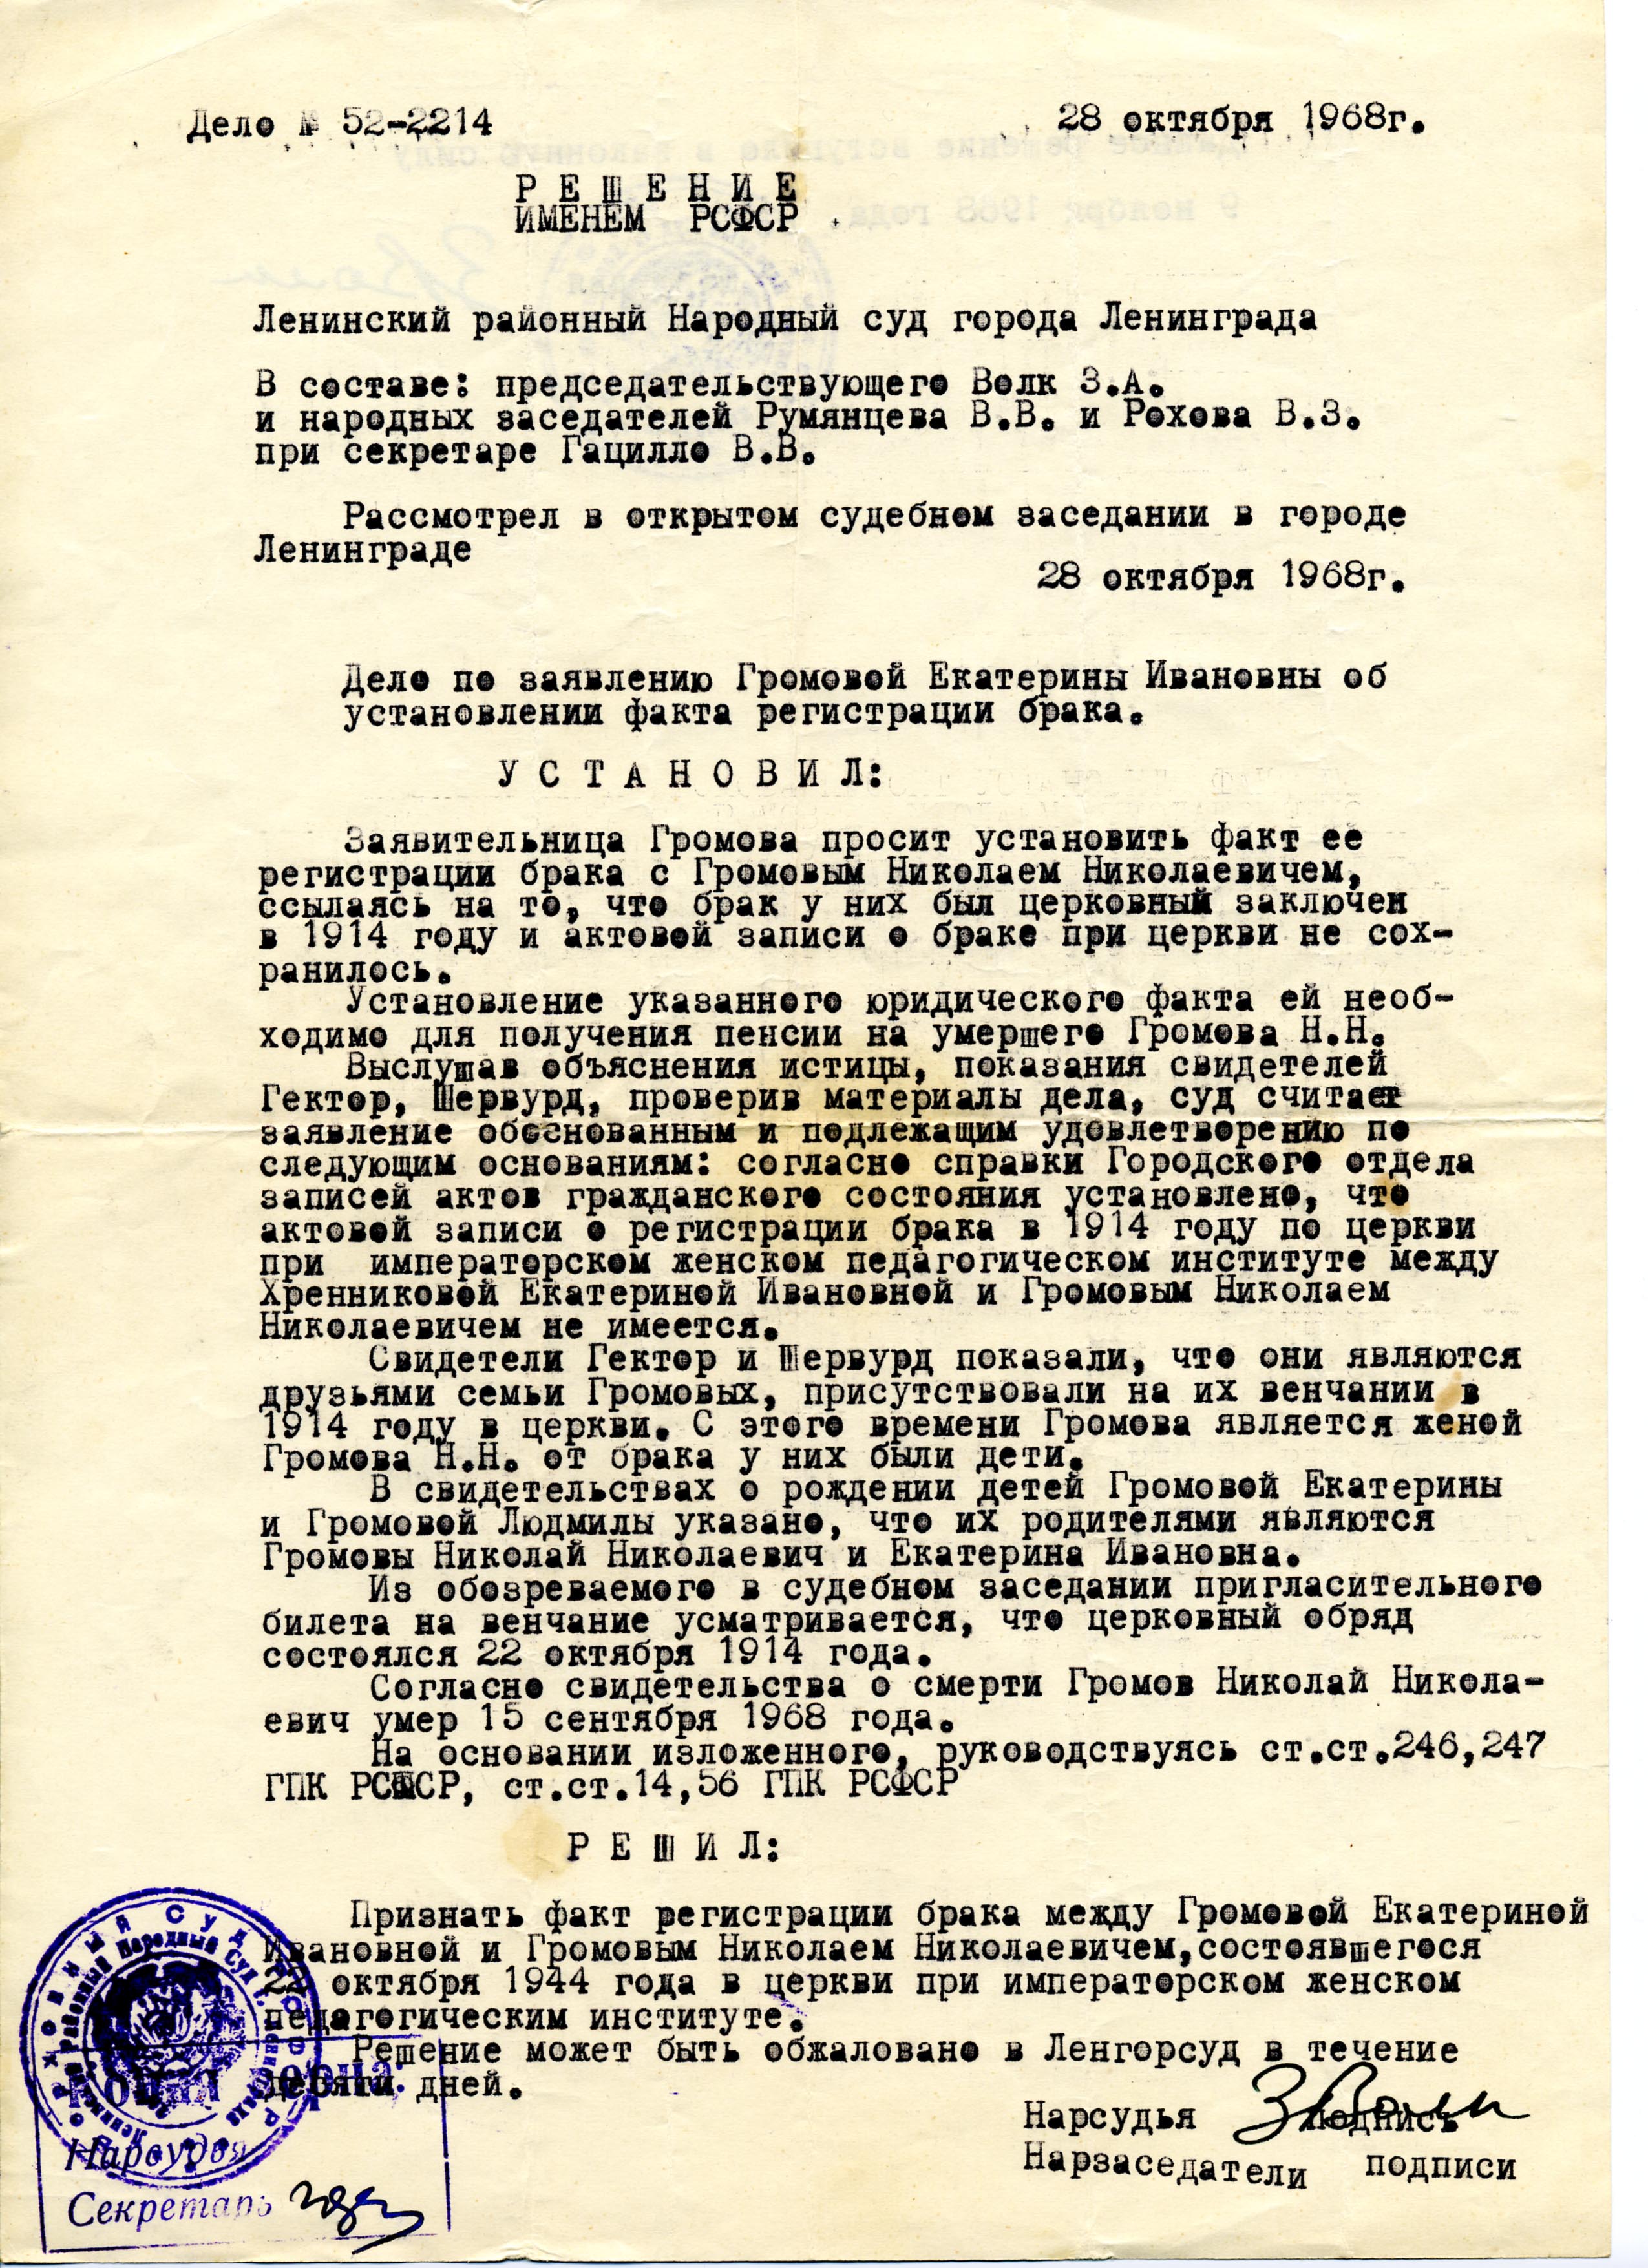 Дело № 52-2214 28 октября 1968г.
РЕШЕНИЕ
ИМЕНЕМ РСФСР
Ленинский районный Народный суд города Ленинграда
В составе: председательствующего Волк З.А.
и народных заседателей Румянцева В.В. и Рохова В.З.
при секретаре Гацилло В.В.
Рассмотрел в открытом судебном заседании в городе
Ленинграде
28 октября 1968г.
Дело по заявлению Громовой Екатерины Ивановны об
установлении факта регистрации брака.
УСТАНОВИЛ:
Заявительница Громова просит установить факт ее
регистрации брака с Громовым Николаем Николаевичем,
ссылаясь на то, что брак у них был церковный заключен
в 1914 году и актовой записи о браке при церкви не сох-
ранилось.
Установление указанного юридического факта ей необ-
ходимо для получения пенсии на умершего Громова Н.Н.
Выслушав объяснения истицы, показания свидетелей
Гектор, Шервурд, проверив материалы дела, суд считает
заявление обоснованным и подлежащим удовлетворению по
следующим основаниям: согласно справки Городского отдела
записей актов гражданского состояния установлено, что
актовой записи о регистрации брака в 1914 году по церкви
при императорском женском педагогическом институте между
Хренниковой Екатериной Ивановной и Громовым Николаем
Николаевичем не имеется.
Свидетели Гектор и Шервурд показали, что они являются
друзьями семьи Громовых, присутствовали на их венчании в
1914 году в церкви. С этого времени Громова является женой
Громова Н.Н. от брака у них были дети.
В свидетельствах о рождении детей Громовой Екатерины
и Громовой Людмилы указано, что их родителями являются
Громовы Николай Николаевич и Екатерина Ивановна.
Из обозреваемого в судебном заседании пригласительного
билета на венчание усматривается, что церковный обряд
состоялся 22 октября 1914 года.
Согласно свидетельства о смерти Громов Николай Никола-
евич умер 15 сентября 1968 года.
На основании изложенного, руководствуясь ст.ст.246,247
ГПК РСФСР, ст.ст.14,56 ГПК РСФСР
РЕШИЛ:
Признать факт регистрации брака между Громовой Екатериной
Ивановной и Громовым Николаем Николаевичем,состоявшегося
22 октября 1944 года в церкви при императорском женском
педагогическим институте.
Решение может быть обжаловано в Ленгорсуд в течение
десяти дней.
Копия верна:
Нарсудья подпись
Нарзаседатели подписи
Нарсудья
Секретарь